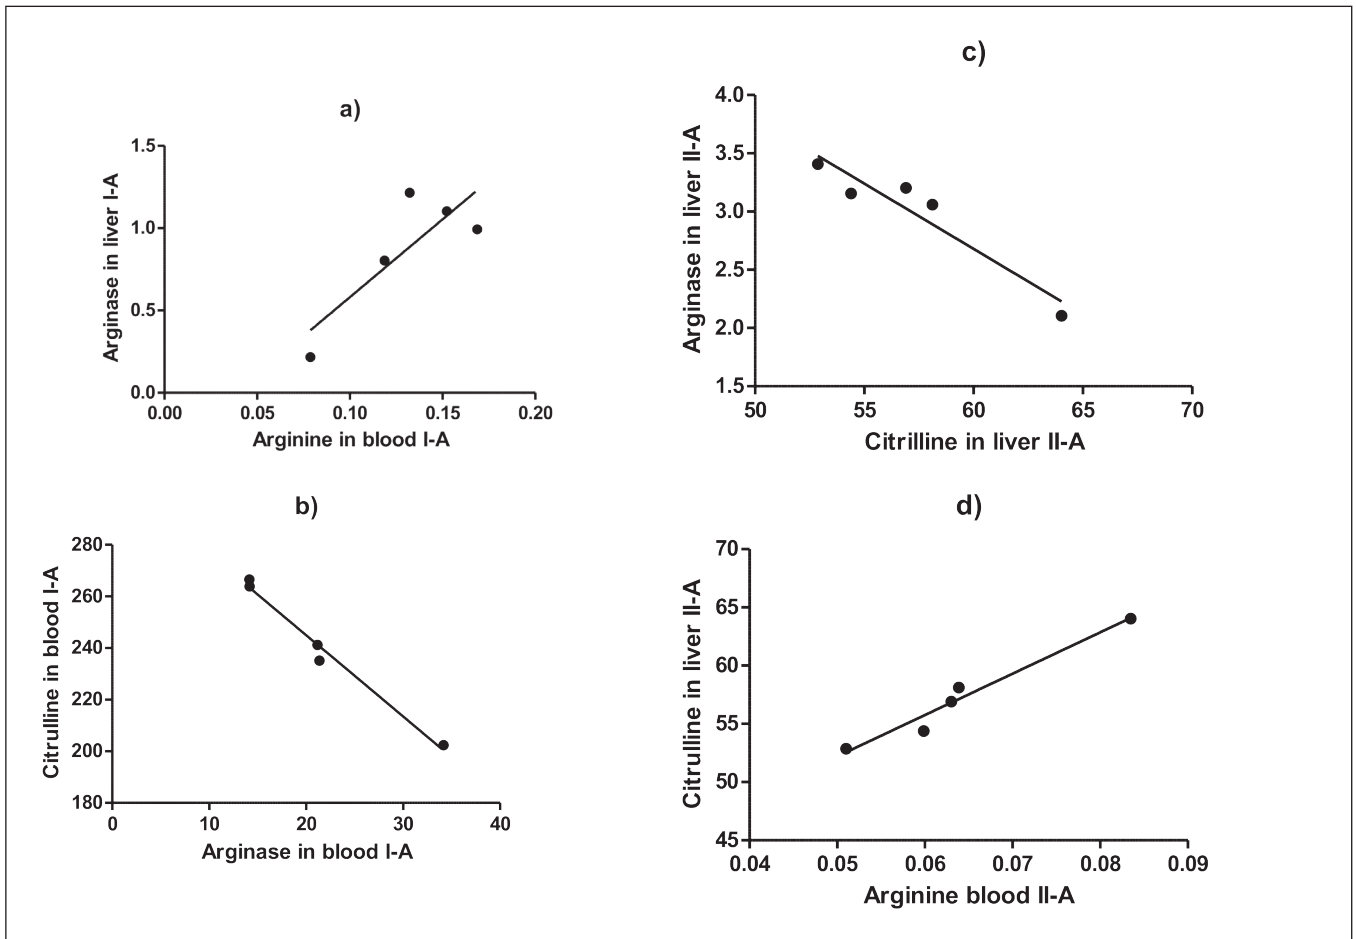 a)
Arginase in liver I-A
1.5
1.0
0.5
0.0
0.00 0.05 0.10 0.15 0.20
Arginine in blood I-A
c)
Arginase in liver II-A
4.0
3.5
3.0
2.5
2.0
1.5
50 55 60 65 70
Citrilline in liver II-A
b)
Citrulline in blood I-A
280
260
240
220
200
180
0 10 20 30 40
Arginase in blood I-A
d)
Citrulline in liver II-A
70
65
60
55
50
45
0.04 0.05 0.06 0.07 0.08 0.09
Arginine blood II-A